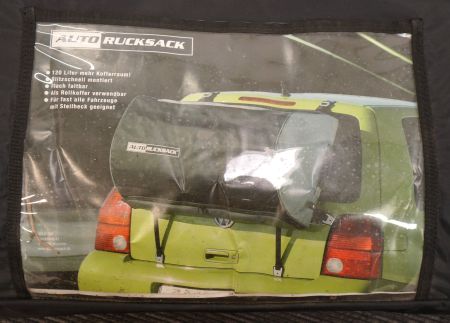 AUTO RUCKSACK
120 Liter mehr Kofferraum!
Blitzschnell montiert
Flach faltbar
Als Rollkoffer verwendbar
Für fast alle Fahrzeuge
mit Steilheck geeignet
AUTO RUCKSACK